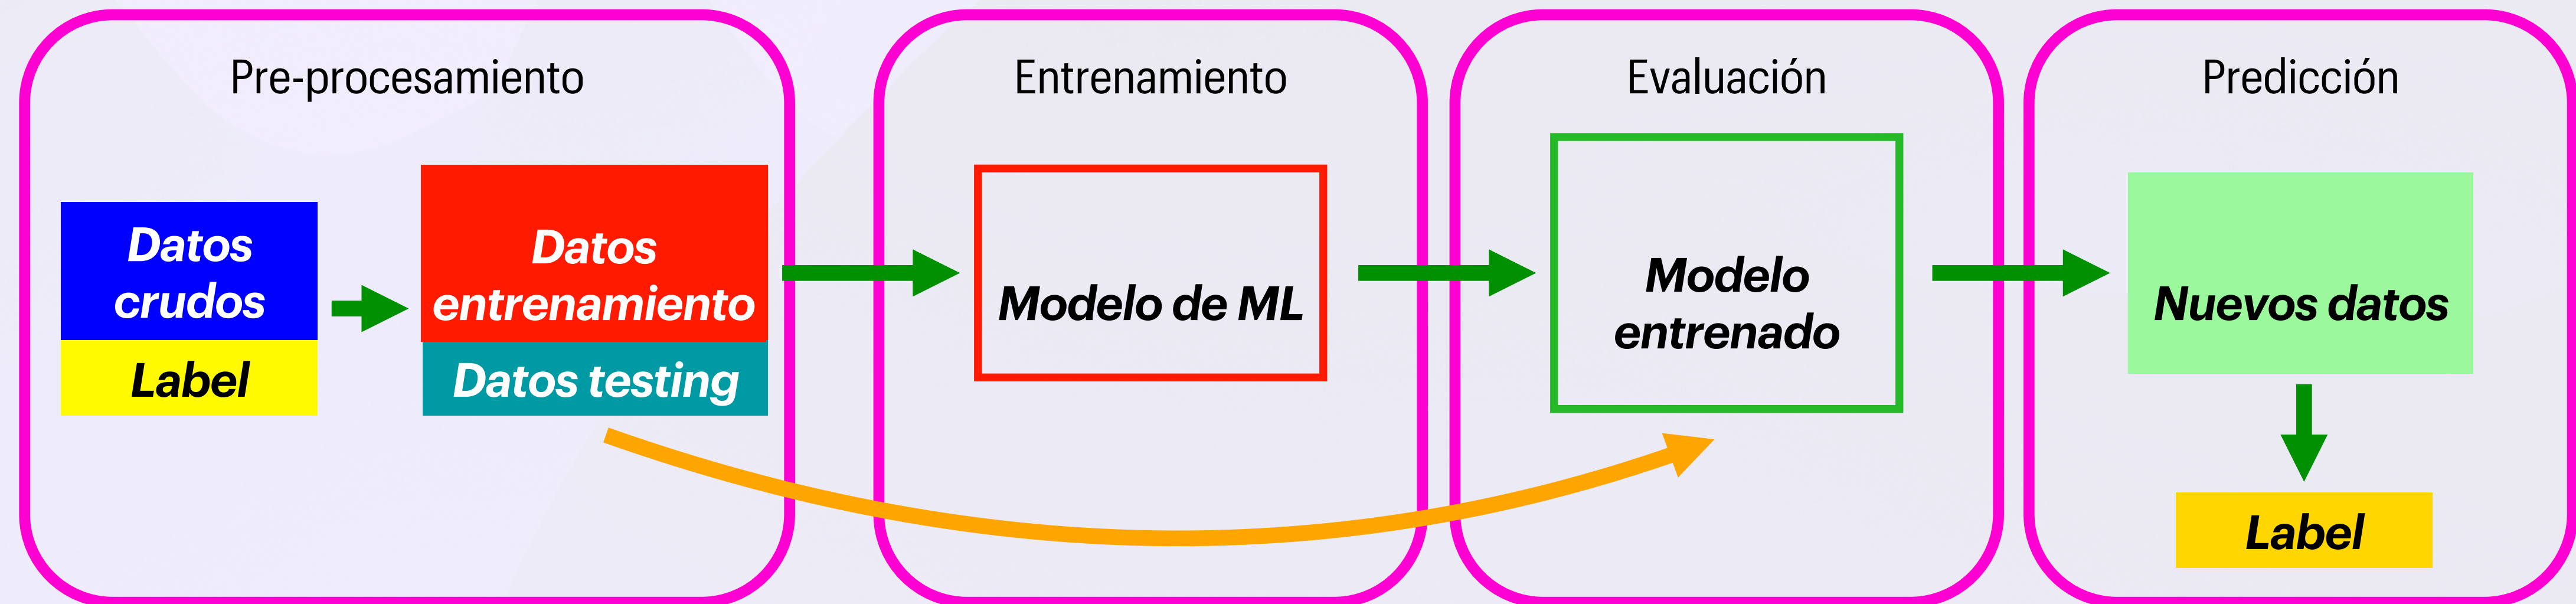 Pre-procesamiento
Datos
crudos
Label
Datos
entrenamiento
Datos testing
Entrenamiento
Modelo de ML
Evaluación
Modelo
entrenado
Predicción
Nuevos datos
Label